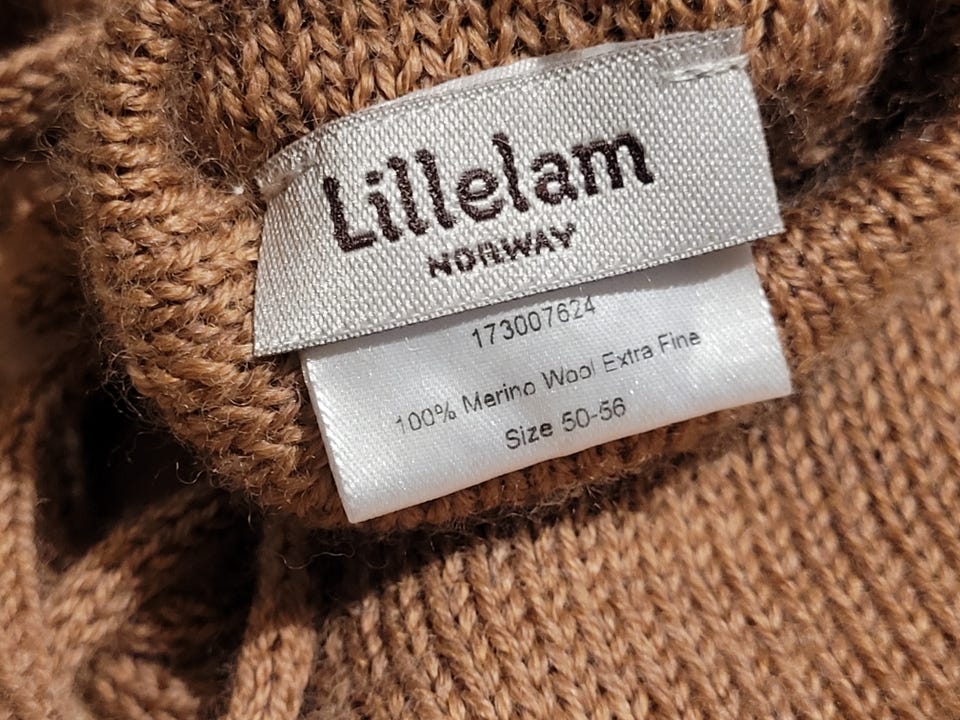 Lillelam
NORWAY
173007624
100% Merino Wool Extra Fine
Size 50-56